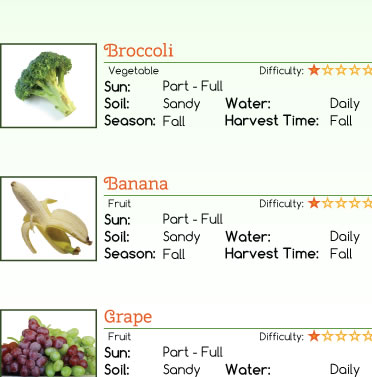 Broccoli
Vegetable Difficulty:
Sun: Part - Full
Soil: Sandy Water: Daily
Season: Fall Harvest Time: Fall
Banana
Fruit Difficulty:
Sun: Part - Full
Soil: Sandy Water: Daily
Season: Fall Harvest Time: Fall
Grape
Fruit Difficulty:
Sun: Part - Full
Soil: Sandy Water: Daily